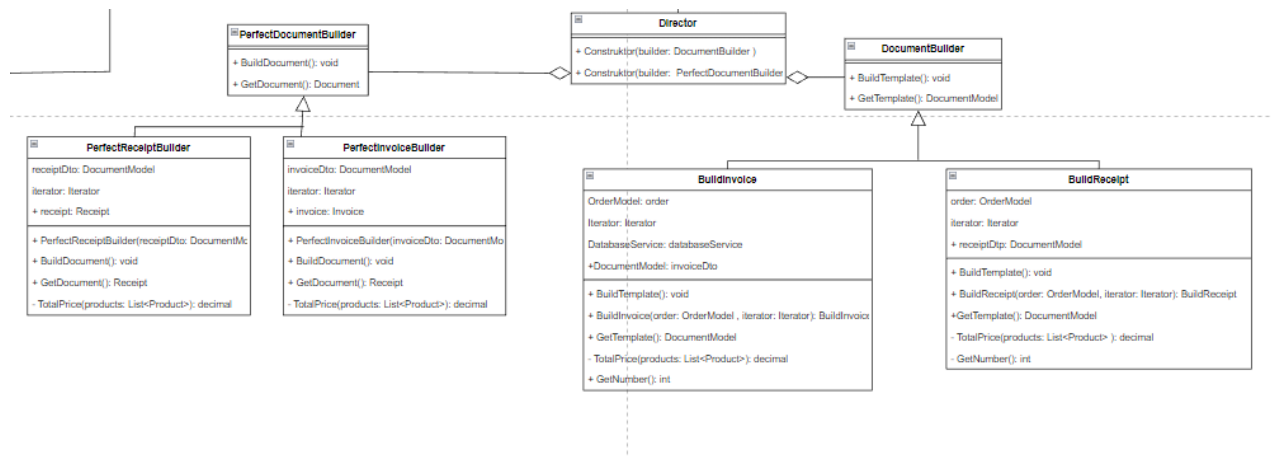 PerfectDocumentBuilder
+ BuildDocument(): void
+ GetDocument(): Document
Director
+ Construktor(builder: DocumentBuilder )
+ Construktor(builder: PerfectDocumentBuilder
DocumentBuilder
+ BuildTemplate(): void
+ GetTemplate(): DocumentModel
PerfectReceiptBuilder
receiptDto: DocumentModel
iterator: Iterator
+ receipt: Receipt
+ PerfectReceiptBuilder(receiptDto: DocumentMo
+ BuildDocument(): void
+ GetDocument(): Receipt
- TotalPrice(products: List<Product>): decimal
PerfectInvoiceBuilder
invoiceDto: DocumentModel
iterator: Iterator
+ invoice: Invoice
+ PerfectInvoiceBuilder(invoiceDto: DocumentMo
+ BuildDocument(): void
+ GetDocument(): Receipt
- TotalPrice(products: List<Product>): decimal
BuildInvoice
OrderModel: order
Iterator: Iterator
DatabaseService: databaseService
+DocumentModel: invoiceDto
+ BuildTemplate(): void
+ BuildInvoice(order: OrderModel , iterator: Iterator): BuildInvoice
+ GetTemplate(): DocumentModel
- TotalPrice(products: List<Product>): decimal
+ GetNumber(): int
BuildReceipt
order: OrderModel
iterator: Iterator
+ receiptDtp: DocumentModel
+ BuildTemplate(): void
+ BuildReceipt(order: OrderModel, iterator: Iterator): BuildReceipt
+GetTemplate(): DocumentModel
- TotalPrice(products: List<Product> ): decimal
- GetNumber(): int